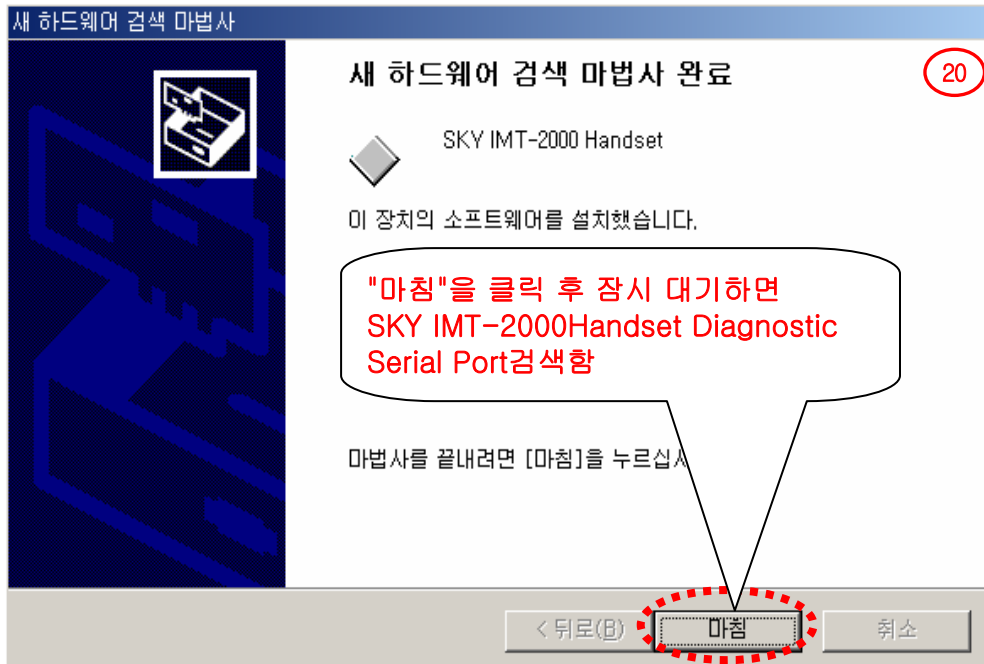 새 하드웨어 검색 마법사
새 하드웨어 검색 마법사 완료
20
SKY IMT-2000 Handset
이 장치의 소프트웨어를 설치했습니다.
"마침"을 클릭 후 잠시 대기하면
SKY IMT-2000Handset Diagnostic
Serial Port검색함
마법사를 끝내려면 [마침]을 누르십시
< 뒤로(B)
마침
취소